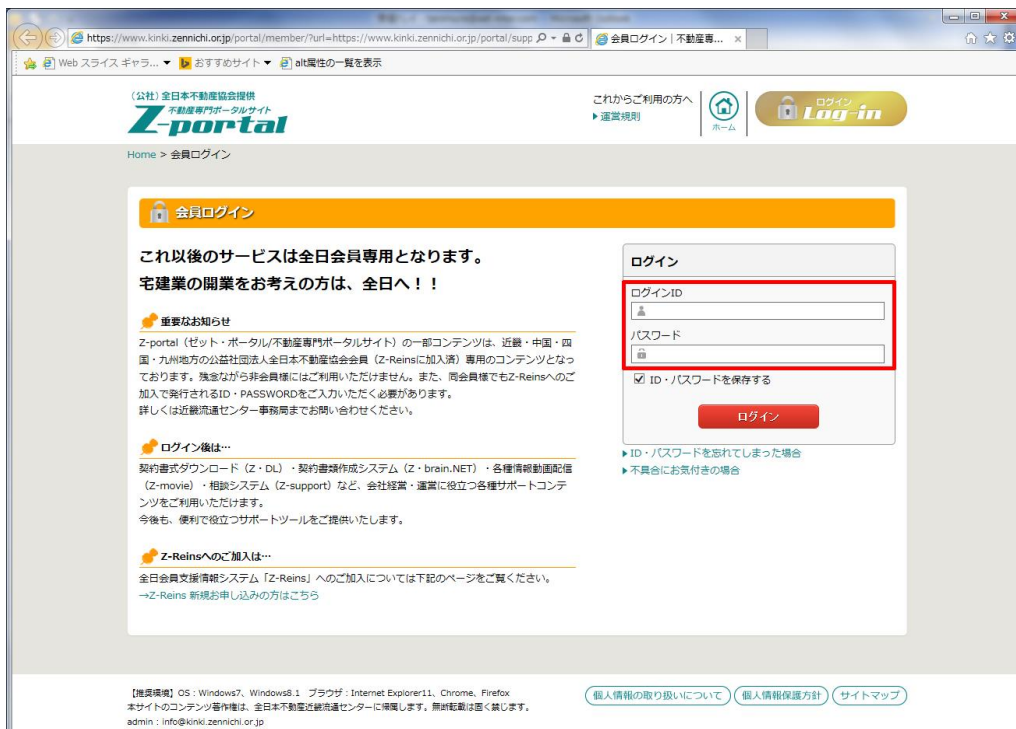 https://www.kinki.zennichi.or.jp/portal/member/?url=https://www.kinki.zennichi.or.jp/portal/supp
会員ログイン | 不動産専...
Web スライス ギャラ...
おすすめサイト
alt属性の一覧を表示
(公社)全日本不動産協会提供
不動産専門ポータルサイト
Z-portal
これからご利用の方へ
運営規則
ホーム
ログイン
Log-in
Home > 会員ログイン
会員ログイン
これ以後のサービスは全日会員専用となります。
宅建業の開業をお考えの方は、全日へ！！
重要なお知らせ
Z-portal（ゼット・ポータル/不動産専門ポータルサイト）の一部コンテンツは、近畿・中国・四
国・九州地方の公益社団法人全日本不動産協会会員（Z-Reinsに加入済）専用のコンテンツとなっ
ております。残念ながら非会員様にはご利用いただけません。また、同会員様でもZ-Reinsへのご
加入で発行されるID・PASSWORDをご入力いただく必要があります。
詳しくは近畿流通センター事務局までお問い合わせください。
ログイン後は…
契約書式ダウンロード（Z・DL）・契約書類作成システム（Z・brain.NET）・各種情報動画配信
（Z-movie）・相談システム（Z-support）など、会社経営・運営に役立つ各種サポートコンテ
ンツをご利用いただけます。
今後も、便利で役立つサポートツールをご提供いたします。
Z-Reinsへのご加入は…
全日会員支援情報システム「Z-Reins」へのご加入については下記のページをご覧ください。
→Z-Reins 新規お申し込みの方はこちら
ログイン
ログインID
パスワード
ID・パスワードを保存する
ログイン
ID・パスワードを忘れてしまった場合
不具合にお気付きの場合
【推奨環境】OS：Windows7、Windows8.1 ブラウザ：Internet Explorer11、Chrome、Firefox
本サイトのコンテンツ著作権は、全日本不動産近畿流通センターに帰属します。無断転載は固く禁じます。
admin：info@kinki.zennichi.or.jp
個人情報の取り扱いについて
個人情報保護方針
サイトマップ